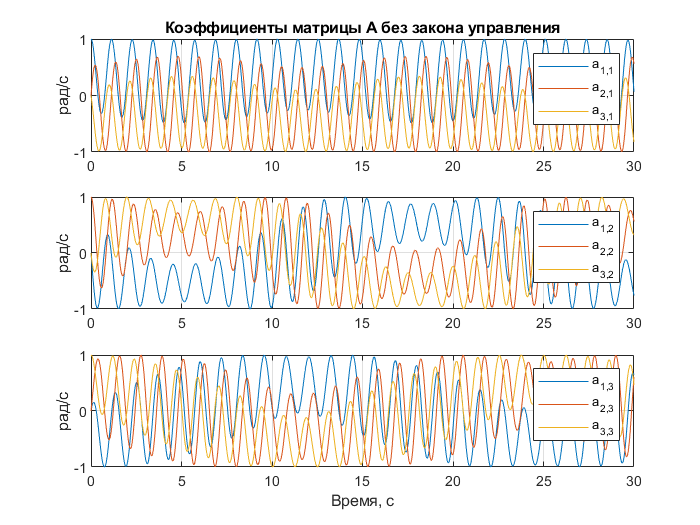 Коэффициенты матрицы А без закона управления
рад/с
1
0
-1
0 5 10 15 20 25 30
a1,1
a2,1
a3,1
рад/с
1
0
-1
0 5 10 15 20 25 30
a1,2
a2,2
a3,2
рад/с
1
0
-1
0 5 10 15 20 25 30
a1,3
a2,3
a3,3
Время, с